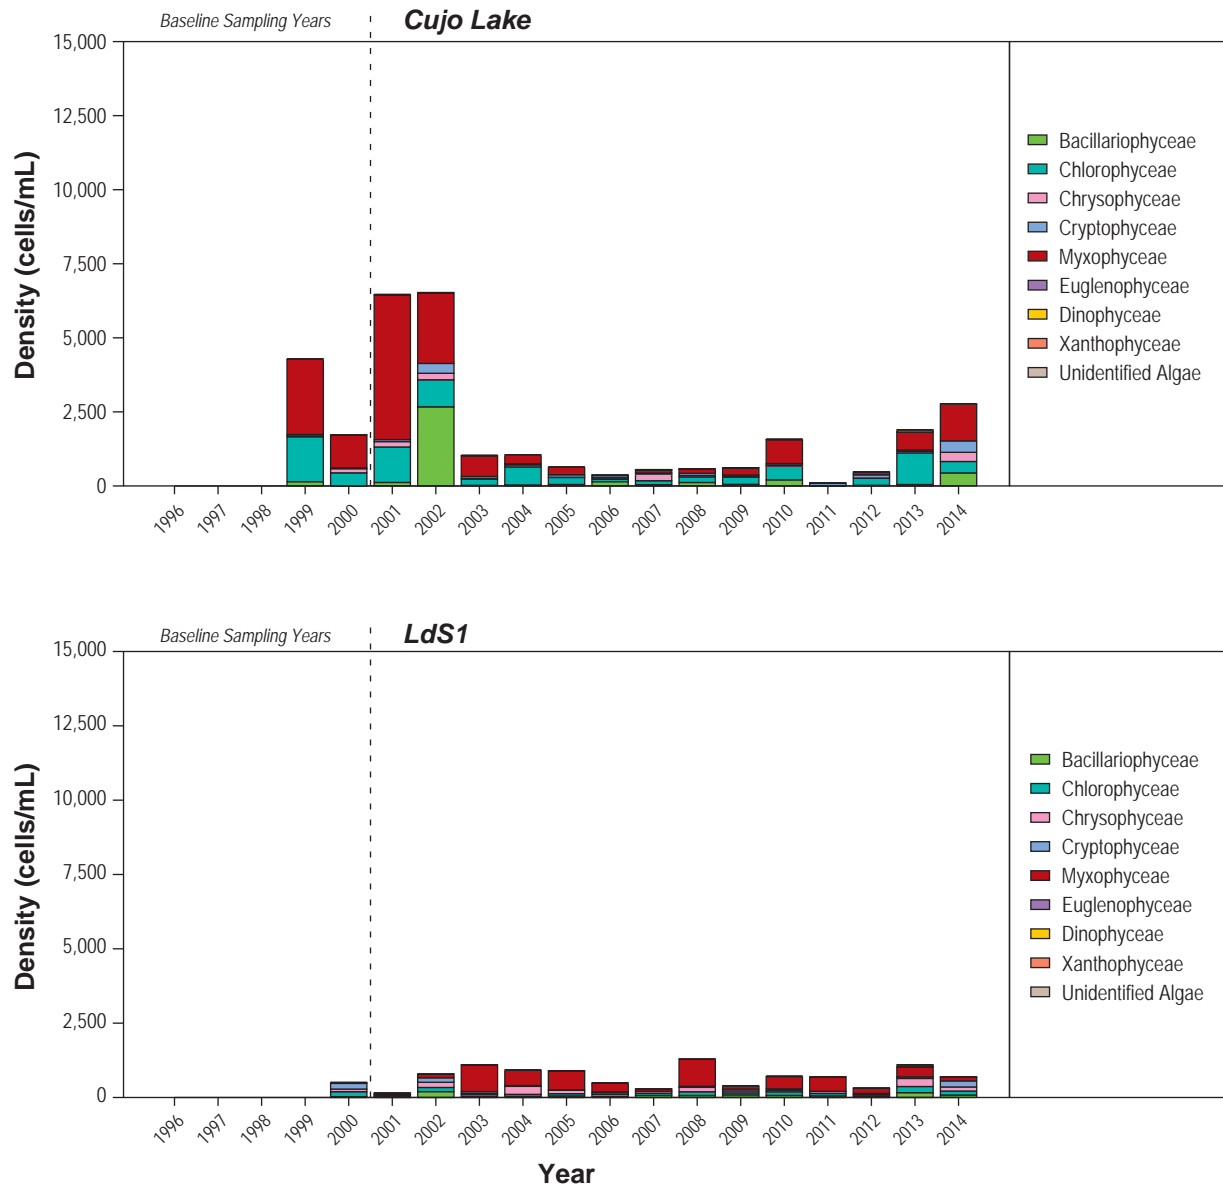 Baseline Sampling Years
Cujo Lake
15,000
12,500
10,000
7,500
5,000
2,500
0
Density (cells/mL)
1996 1997 1998 1999 2000 2001 2002 2003 2004 2005 2006 2007 2008 2009 2010 2011 2012 2013 2014
Bacillariophyceae
Chlorophyceae
Chrysophyceae
Cryptophyceae
Myxophyceae
Euglenophyceae
Dinophyceae
Xanthophyceae
Unidentified Algae
Baseline Sampling Years
LdS1
15,000
12,500
10,000
7,500
5,000
2,500
0
Density (cells/mL)
1996 1997 1998 1999 2000 2001 2002 2003 2004 2005 2006 2007 2008 2009 2010 2011 2012 2013 2014
Year
Bacillariophyceae
Chlorophyceae
Chrysophyceae
Cryptophyceae
Myxophyceae
Euglenophyceae
Dinophyceae
Xanthophyceae
Unidentified Algae